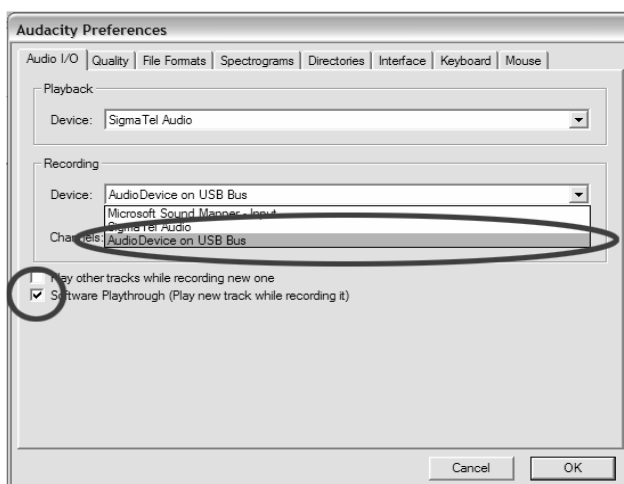 Audacity Preferences
Audio I/O Quality File Formats Spectrograms Directories Interface Keyboard Mouse
Playback
Device: SigmaTel Audio
Recording
Device: AudioDevice on USB Bus
Microsoft Sound Mapper - Input
SigmaTel Audio
Channels: AudioDevice on USB Bus
Play other tracks while recording new one
Software Playthrough (Play new track while recording it)
Cancel OK